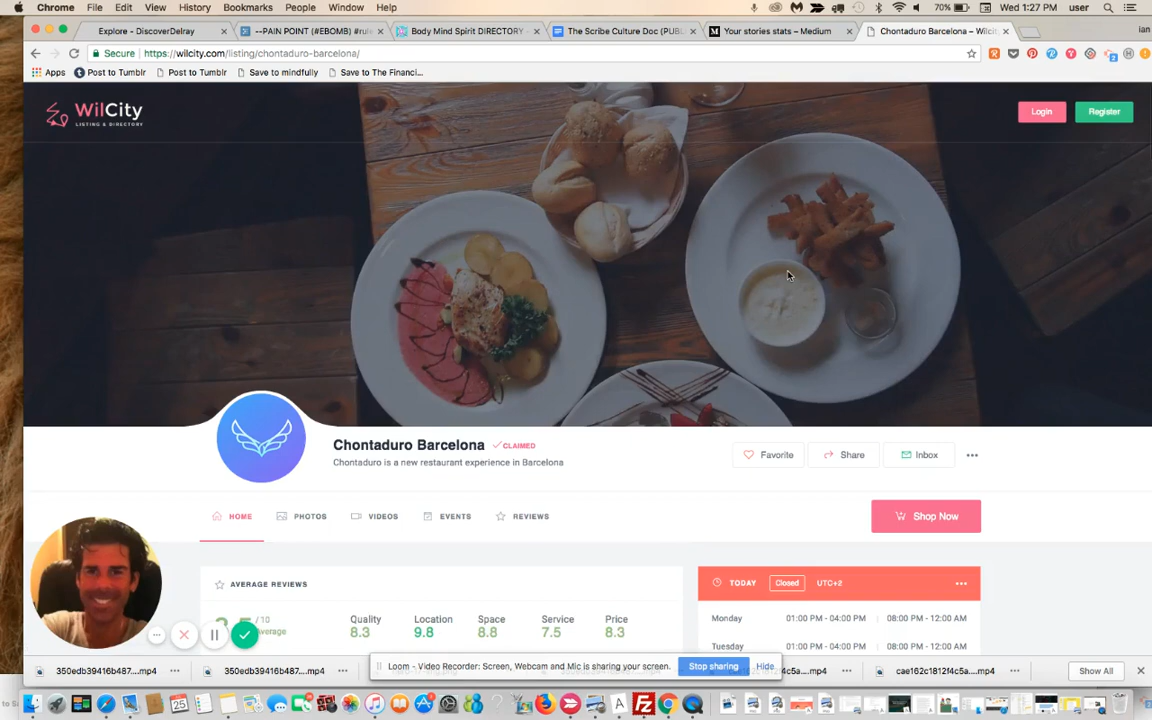 Chrome File Edit View History Bookmarks People Window Help 70% Wed 1:27 PM user
Explore - DiscoverDelray --PAIN POINT (#EBOMB) #rule Body Mind Spirit DIRECTORY - The Scribe Culture Doc (PUBL Your stories stats – Medium Chontaduro Barcelona – Wilcity ian
Secure https://wilcity.com/listing/chontaduro-barcelona/
Apps Post to Tumblr Post to Tumblr Save to mindfully Save to The Financi...
WilCity
LISTING & DIRECTORY
Login Register
Chontaduro Barcelona CLAIMED
Chontaduro is a new restaurant experience in Barcelona
Favorite Share Inbox
HOME PHOTOS VIDEOS EVENTS REVIEWS Shop Now
AVERAGE REVIEWS
/10
average
Quality Location Space Service Price
8.3 9.8 8.8 7.5 8.3
TODAY Closed UTC+2
Monday 01:00 PM - 04:00 PM 08:00 PM - 12:00 AM
01:00 PM - 04:00 PM 08:00 PM - 12:00 AM
Loom - Video Recorder: Screen, Webcam and Mic is sharing your screen. Stop sharing Hide
350edb39416b487....mp4 350edb39416b487....mp4 ....mp4 cae162c1812f4c5a....mp4 Show All